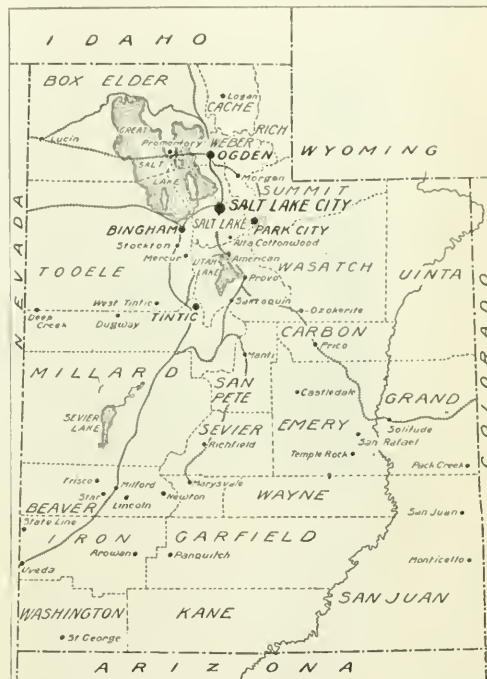 IDAHO
BOX ELDER
Logan
CACHE
RICH
Lucin
GREAT
SALT
LAKE
Promontory
WEBER
OGDEN
WYOMING
Morgan
SUMMIT
SALT LAKE CITY
SALT LAKE
PARK CITY
BINGHAM
Stockton
Alta Cottonwood
NEVADA
Mercur
UTAH
LAKE
American
WASATCH
UINTA
COLORADO
TOOELE
Provo
West Tintic
Santaquin
Ozokerite
Deep
Creek
Dugway
TINTIC
CARBON
Price
MILLARD
Manti
SAN
PETE
Castledale
GRAND
SEVIER
LAKE
SEVIER
EMERY
Solitude
San Rafael
Richfield
Temple Rock
Pack Creek
Frisco
Milford
Marysvale
WAYNE
Star
Lincoln
Newton
BEAVER
San Juan
State Line
IRON
GARFIELD
Arowan
Panquitch
Monticello
Uveda
SAN JUAN
WASHINGTON
KANE
St George
ARIZONA